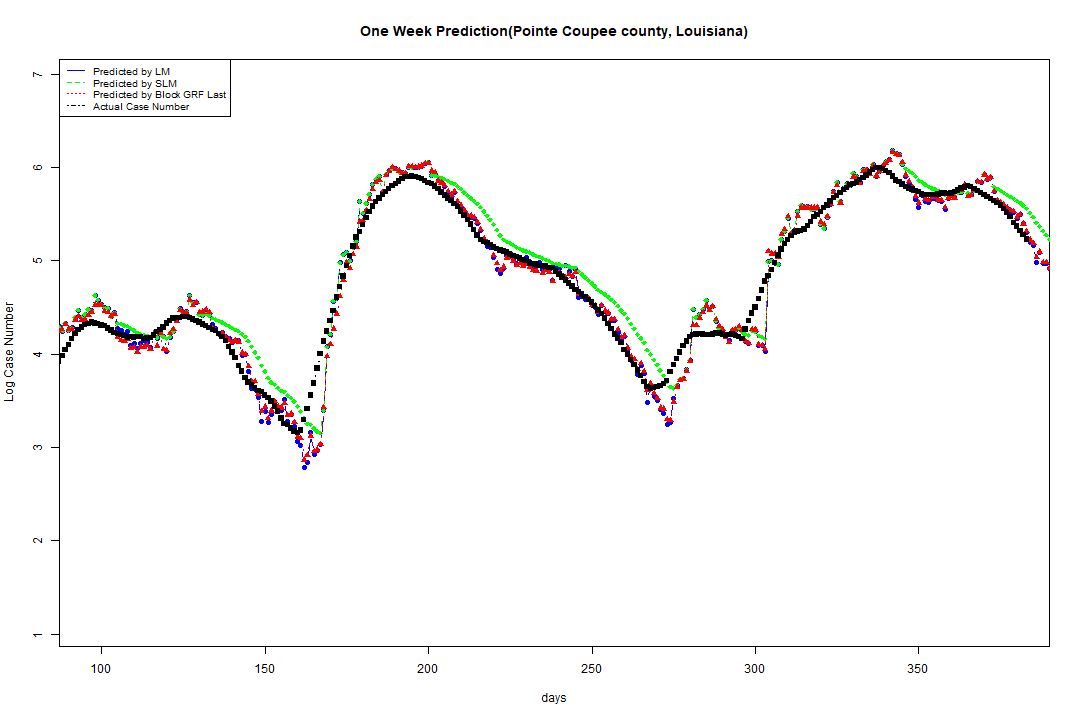 One Week Prediction(Pointe Coupee county, Louisiana)
Predicted by LM
Predicted by SLM
Predicted by Block GRF Last
Actual Case Number
7
6
5
4
3
2
1
Log Case Number
100 150 200 250 300 350
days